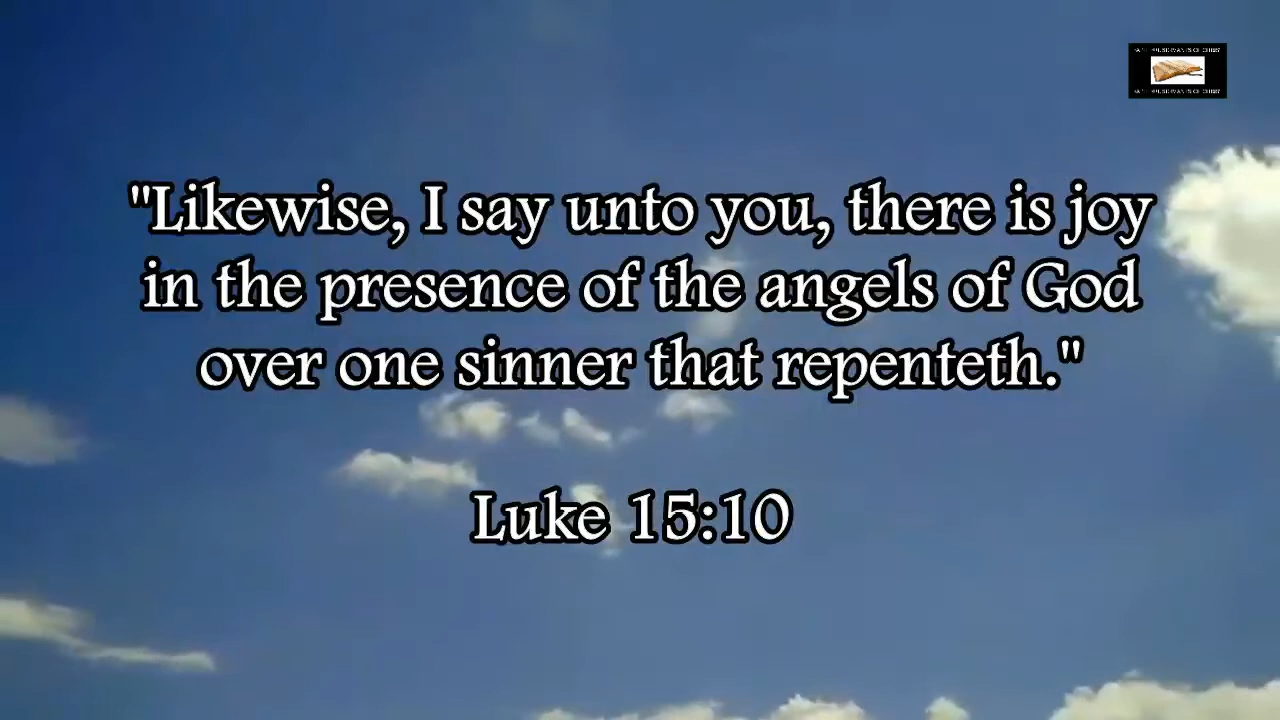 "Likewise, I say unto you, there is joy
in the presence of the angels of God
over one sinner that repenteth."
Luke 15:10